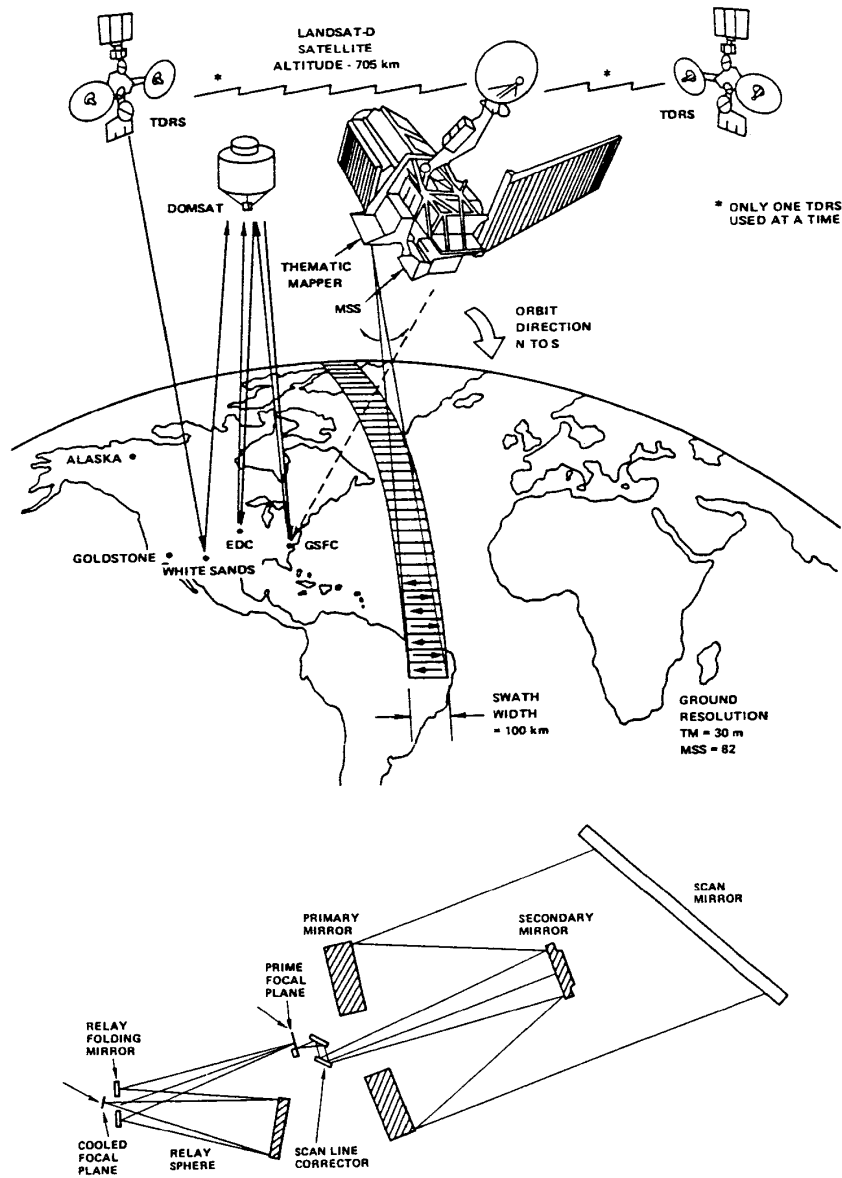 LANDSAT-D
SATELLITE
ALTITUDE - 705 km
*
*
TDRS
TDRS
DOMSAT
* ONLY ONE TDRS
USED AT A TIME
THEMATIC
MAPPER
MSS
ORBIT
DIRECTION
N TO S
ALASKA
GOLDSTONE
WHITE SANDS
EDC
GSFC
SWATH
WIDTH
= 100 km
GROUND
RESOLUTION
TM = 30 m
MSS = 82
SCAN
MIRROR
PRIMARY
MIRROR
SECONDARY
MIRROR
PRIME
FOCAL
PLANE
RELAY
FOLDING
MIRROR
COOLED
FOCAL
PLANE
RELAY
SPHERE
SCAN LINE
CORRECTOR